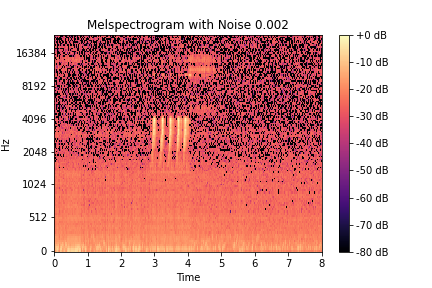 Melspectrogram with Noise 0.002
Hz
16384
8192
4096
2048
1024
512
0
0 1 2 3 4 5 6 7 8
Time
+0 dB
-10 dB
-20 dB
-30 dB
-40 dB
-50 dB
-60 dB
-70 dB
-80 dB